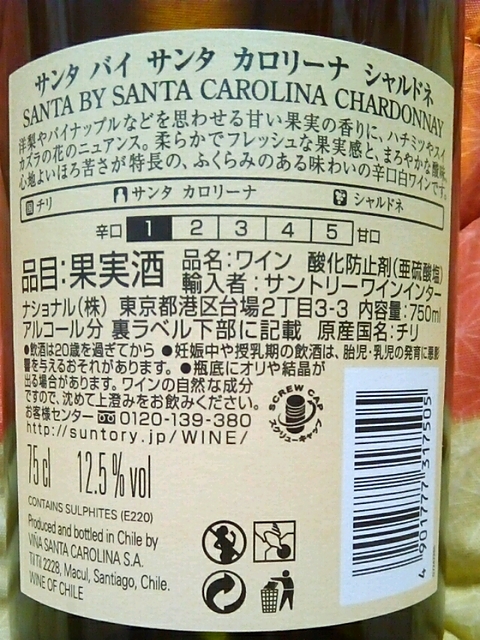 サンタ バイ サンタ カロリーナ シャルドネ
SANTA BY SANTA CAROLINA CHARDONNAY
洋梨やパイナップルなどを思わせる甘い果実の香りに、ハチミツやスイ
カズラの花のニュアンス。柔らかでフレッシュな果実感と、まろやかな酸味、
心地よいほろ苦さが特長の、ふくらみのある味わいの辛口白ワインです。
国 チリ
サンタ カロリーナ
シャルドネ
辛口 1 2 3 4 5 甘口
品目:果実酒 品名:ワイン 酸化防止剤(亜硫酸塩)
輸入者:サントリーワインインター
ナショナル(株) 東京都港区台場2丁目3-3 内容量:750ml
アルコール分 裏ラベル下部に記載 原産国名:チリ
●飲酒は20歳を過ぎてから ●妊娠中や授乳期の飲酒は、胎児・乳児の発育に悪影
響を与えるおそれがあります。 ●瓶底にオリや結晶が
出る場合がありますが、ワインの自然な成分
ですので、沈めて上澄みをお飲みください。
お客様センター 0120-139-380
http://suntory.jp/WINE/
SCREW CAP
スクリューキャップ
75 cl 12.5 % vol
CONTAINS SULPHITES (E220)
Produced and bottled in Chile by
VIÑA SANTA CAROLINA S.A.
Til Til 2228, Macul, Santiago, Chile.
WINE OF CHILE
4 901777 317505